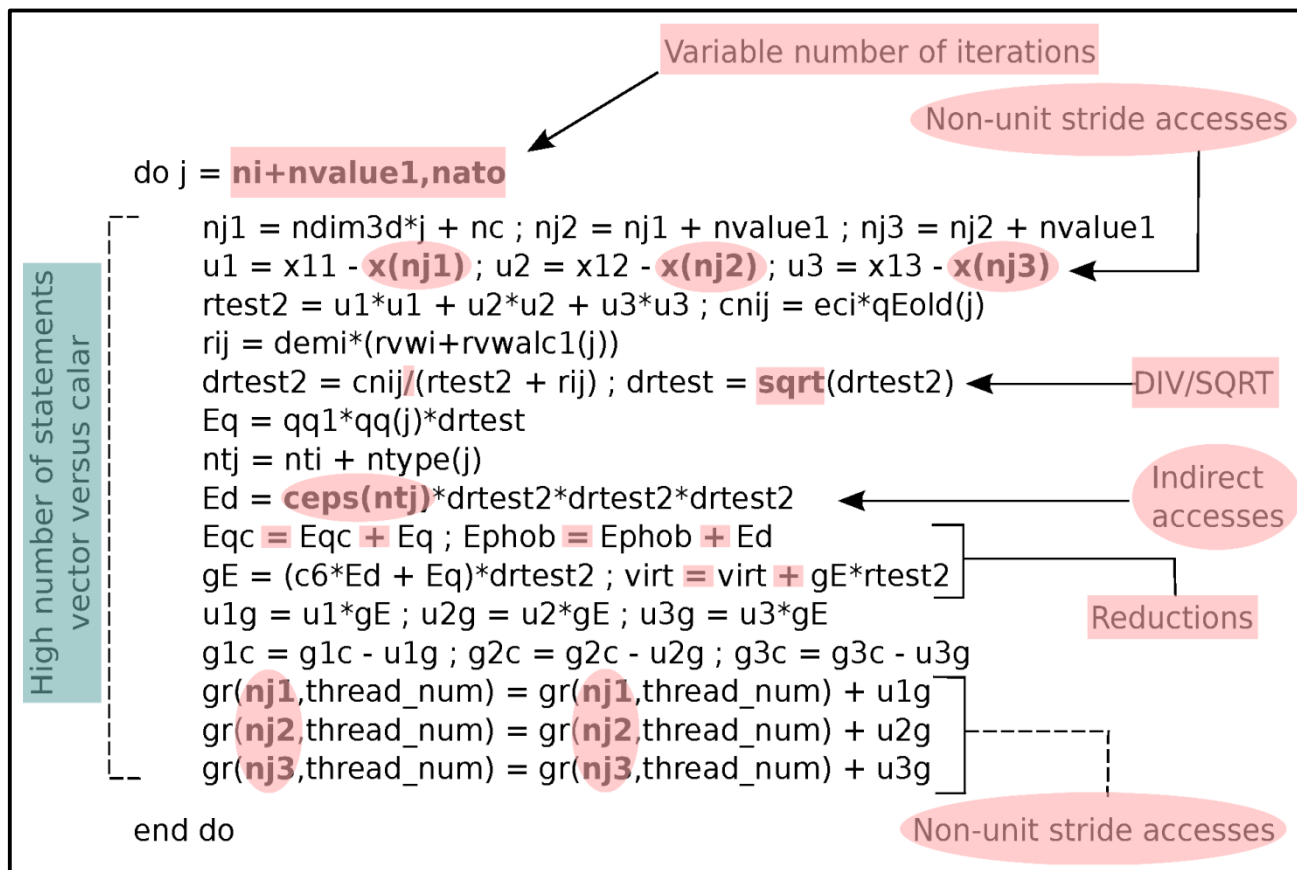 Variable number of iterations
Non-unit stride accesses
do j = ni+nvalue1,nato
nj1 = ndim3d*j + nc ; nj2 = nj1 + nvalue1 ; nj3 = nj2 + nvalue1
u1 = x11 - x(nj1) ; u2 = x12 - x(nj2) ; u3 = x13 - x(nj3)
rtest2 = u1*u1 + u2*u2 + u3*u3 ; cnij = eci*qEold(j)
rij = demi*(rvwi+rvwalc1(j))
drtest2 = cnij/(rtest2 + rij) ; drtest = sqrt(drtest2)
DIV/SQRT
Eq = qq1*qq(j)*drtest
ntj = nti + ntype(j)
Ed = ceps(ntj)*drtest2*drtest2*drtest2
Indirect
accesses
Eqc = Eqc + Eq ; Ephob = Ephob + Ed
gE = (c6*Ed + Eq)*drtest2 ; virt = virt + gE*rtest2
Reductions
u1g = u1*gE ; u2g = u2*gE ; u3g = u3*gE
g1c = g1c - u1g ; g2c = g2c - u2g ; g3c = g3c - u3g
gr(nj1,thread_num) = gr(nj1,thread_num) + u1g
gr(nj2,thread_num) = gr(nj2,thread_num) + u2g
gr(nj3,thread_num) = gr(nj3,thread_num) + u3g
end do
Non-unit stride accesses
High number of statements
vector versus calar